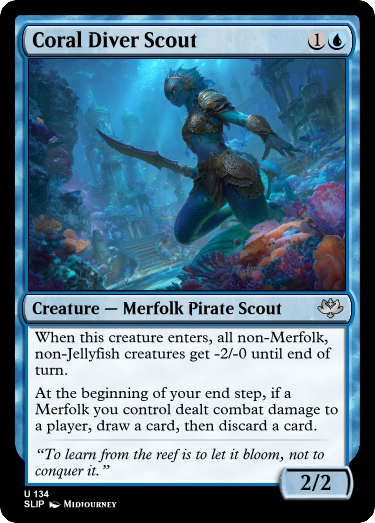 Coral Diver Scout 1
Creature — Merfolk Pirate Scout
When this creature enters, all non-Merfolk,
non-Jellyfish creatures get -2/-0 until end of
turn.
At the beginning of your end step, if a
Merfolk you control dealt combat damage to
a player, draw a card, then discard a card.
“To learn from the reef is to let it bloom, not to
conquer it.”
2/2
U 134
SLIP Midjourney